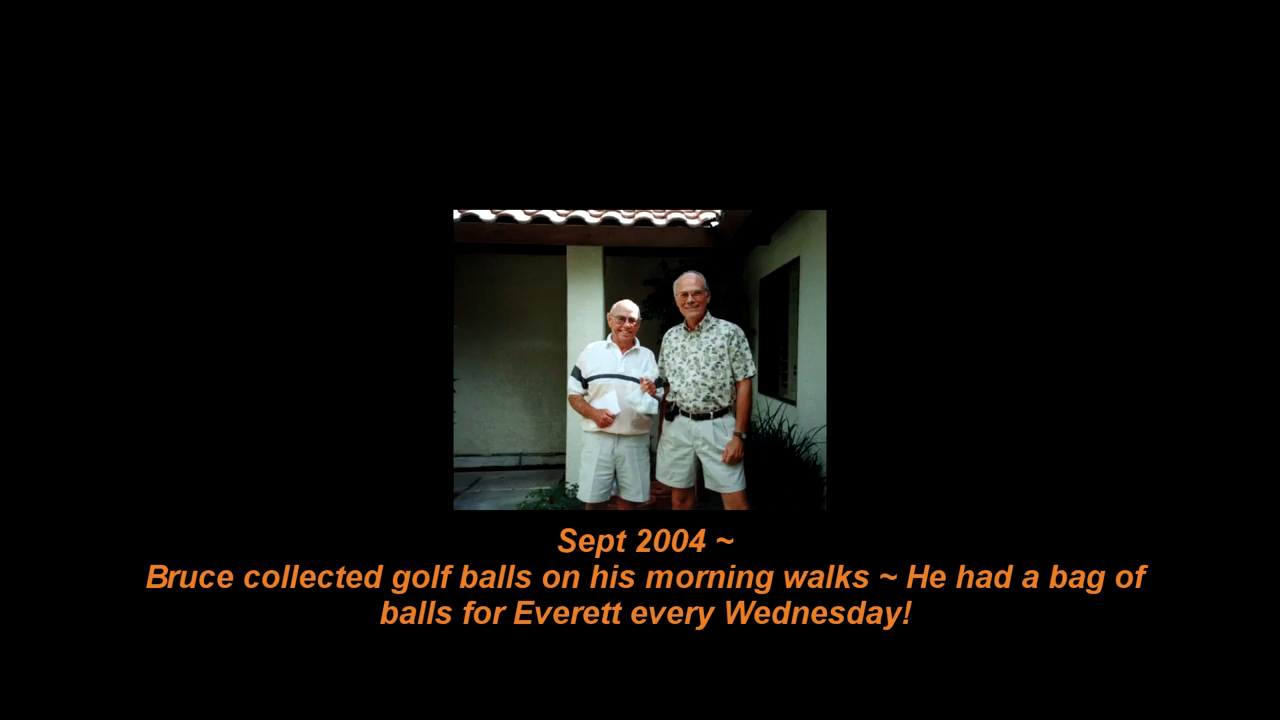 Sept 2004 ~
Bruce collected golf balls on his morning walks ~ He had a bag of
balls for Everett every Wednesday!